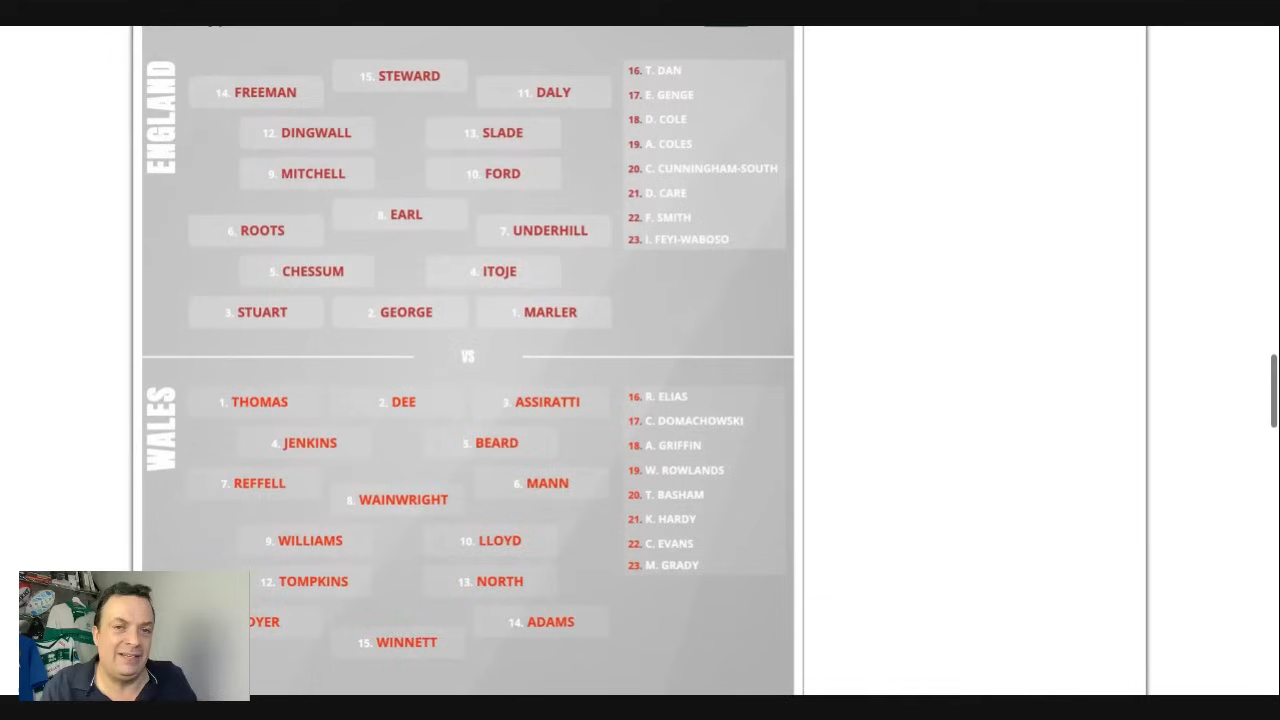 ENGLAND
15. STEWARD
14. FREEMAN
11. DALY
12. DINGWALL
13. SLADE
9. MITCHELL
10. FORD
8. EARL
6. ROOTS
7. UNDERHILL
5. CHESSUM
4. ITOJE
3. STUART
2. GEORGE
1. MARLER
16. T. DAN
17. E. GENGE
18. D. COLE
19. A. COLES
20. C. CUNNINGHAM-SOUTH
21. D. CARE
22. F. SMITH
23. I. FEYI-WABOSO
VS
WALES
1. THOMAS
2. DEE
3. ASSIRATTI
4. JENKINS
5. BEARD
7. REFFELL
6. MANN
8. WAINWRIGHT
9. WILLIAMS
10. LLOYD
12. TOMPKINS
13. NORTH
OYER
14. ADAMS
15. WINNETT
16. R. ELIAS
17. C. DOMACHOWSKI
18. A. GRIFFIN
19. W. ROWLANDS
20. T. BASHAM
21. K. HARDY
22. C. EVANS
23. M. GRADY